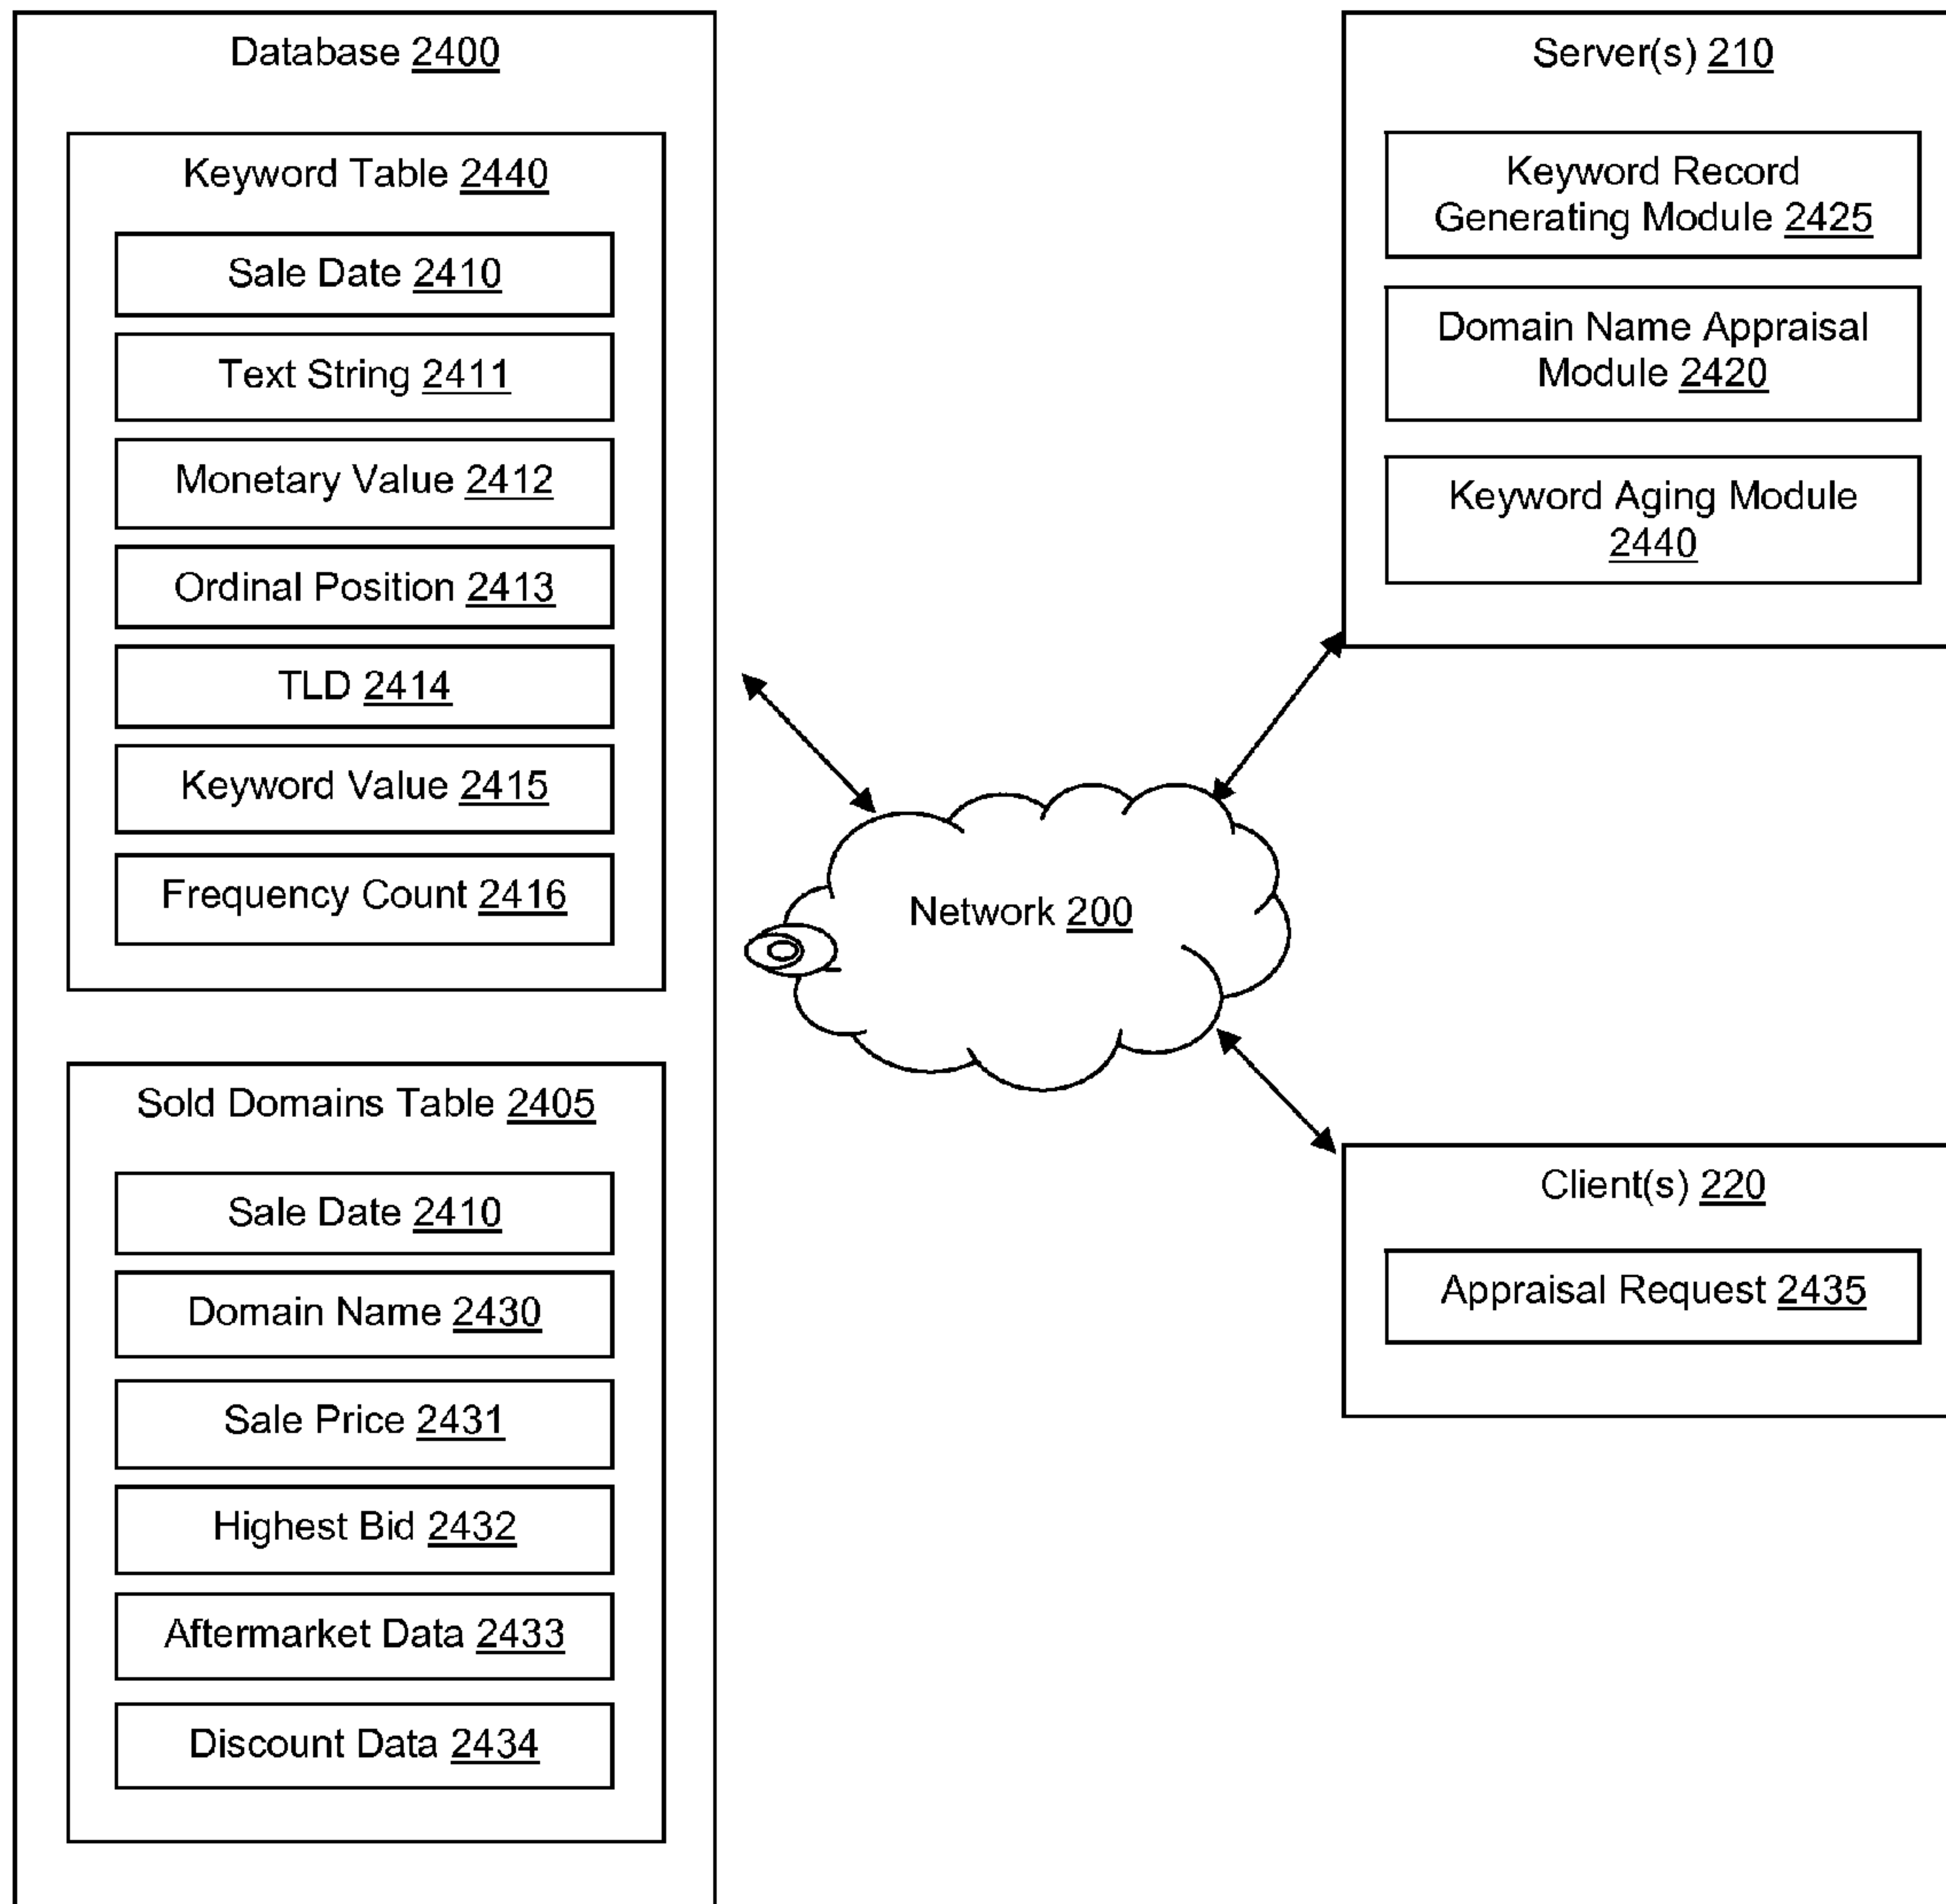 Database 2400
Keyword Table 2440
Sale Date 2410
Text String 2411
Monetary Value 2412
Ordinal Position 2413
TLD 2414
Keyword Value 2415
Frequency Count 2416
Sold Domains Table 2405
Sale Date 2410
Domain Name 2430
Sale Price 2431
Highest Bid 2432
Aftermarket Data 2433
Discount Data 2434
Network 200
Server(s) 210
Keyword Record
Generating Module 2425
Domain Name Appraisal
Module 2420
Keyword Aging Module
2440
Client(s) 220
Appraisal Request 2435